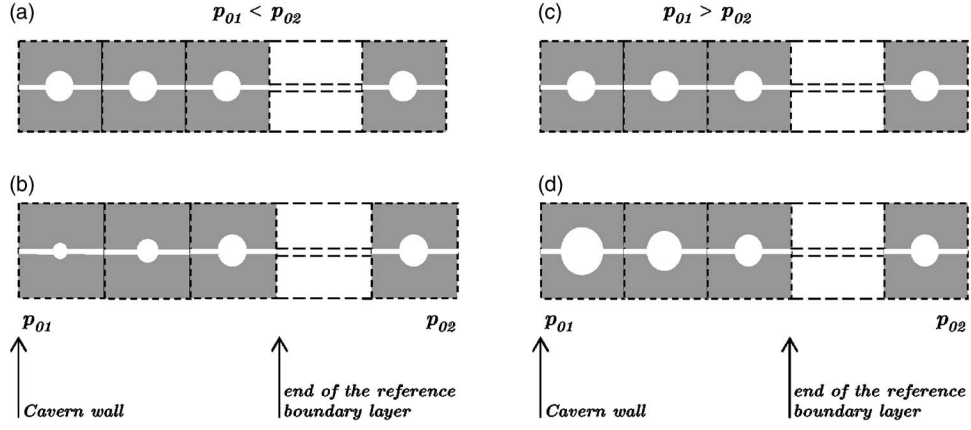 (a)
p01 < p02
(c)
p01 > p02
(b)
(d)
p01
p02
Cavern wall
end of the reference
boundary layer
p01
p02
Cavern wall
end of the reference
boundary layer